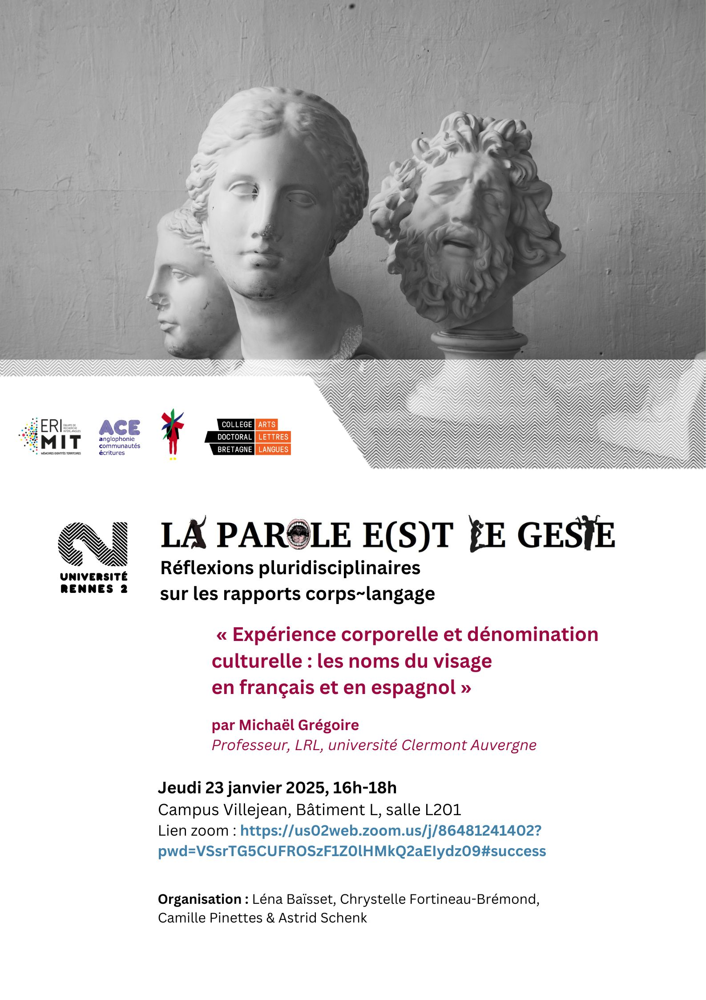 ERI
ÉQUIPE DE
RECHERCHE
INTERLANGUES
MIT
MÉMOIRES IDENTITÉS TERRITOIRES
ACE
anglophonie
communautés
écritures
COLLEGE ARTS
DOCTORAL LETTRES
BRETAGNE LANGUES
UNIVERSITÉ
RENNES 2
LA PAROLE E(S)T LE GESTE
Réflexions pluridisciplinaires
sur les rapports corps~langage
« Expérience corporelle et dénomination
culturelle : les noms du visage
en français et en espagnol »
par Michaël Grégoire
Professeur, LRL, université Clermont Auvergne
Jeudi 23 janvier 2025, 16h-18h
Campus Villejean, Bâtiment L, salle L201
Lien zoom : https://us02web.zoom.us/j/86481241402?
pwd=VSsrTG5CUFROSzF1Z0lHMkQ2aEIydz09#success
Organisation : Léna Baïsset, Chrystelle Fortineau-Brémond,
Camille Pinettes & Astrid Schenk